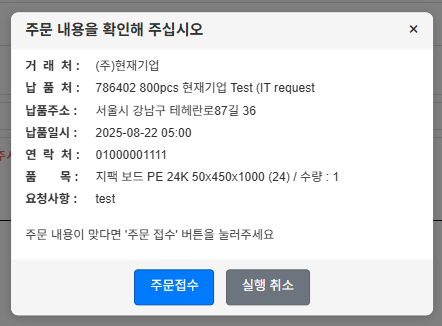 주문 내용을 확인해 주십시오 ×
거 래 처 : (주)현재기업
납 품 처 : 786402 800pcs 현재기업 Test (IT request
납품주소 : 서울시 강남구 테헤란로87길 36
납품일시 : 2025-08-22 05:00
연 락 처 : 01000001111
품 목 : 지팩 보드 PE 24K 50x450x1000 (24) / 수량 : 1
요청사항 : test
주문 내용이 맞다면 '주문 접수' 버튼을 눌러주세요
주문접수 실행 취소